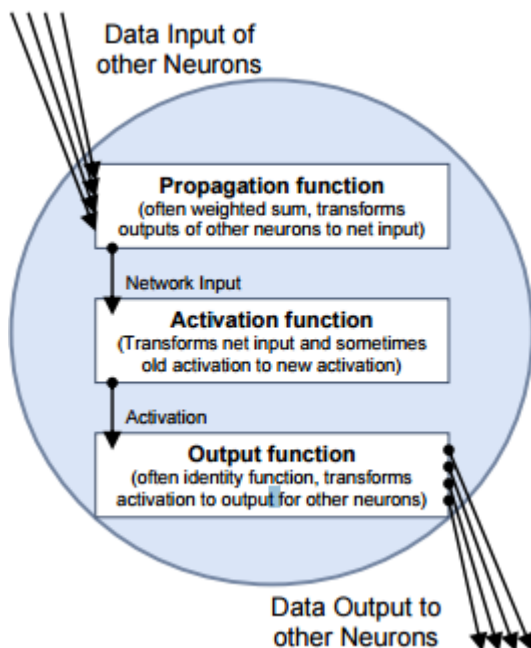 Data Input of
other Neurons
Propagation function
(often weighted sum, transforms
outputs of other neurons to net input)
Network Input
Activation function
(Transforms net input and sometimes
old activation to new activation)
Activation
Output function
(often identity function, transforms
activation to output for other neurons)
Data Output to
other Neurons